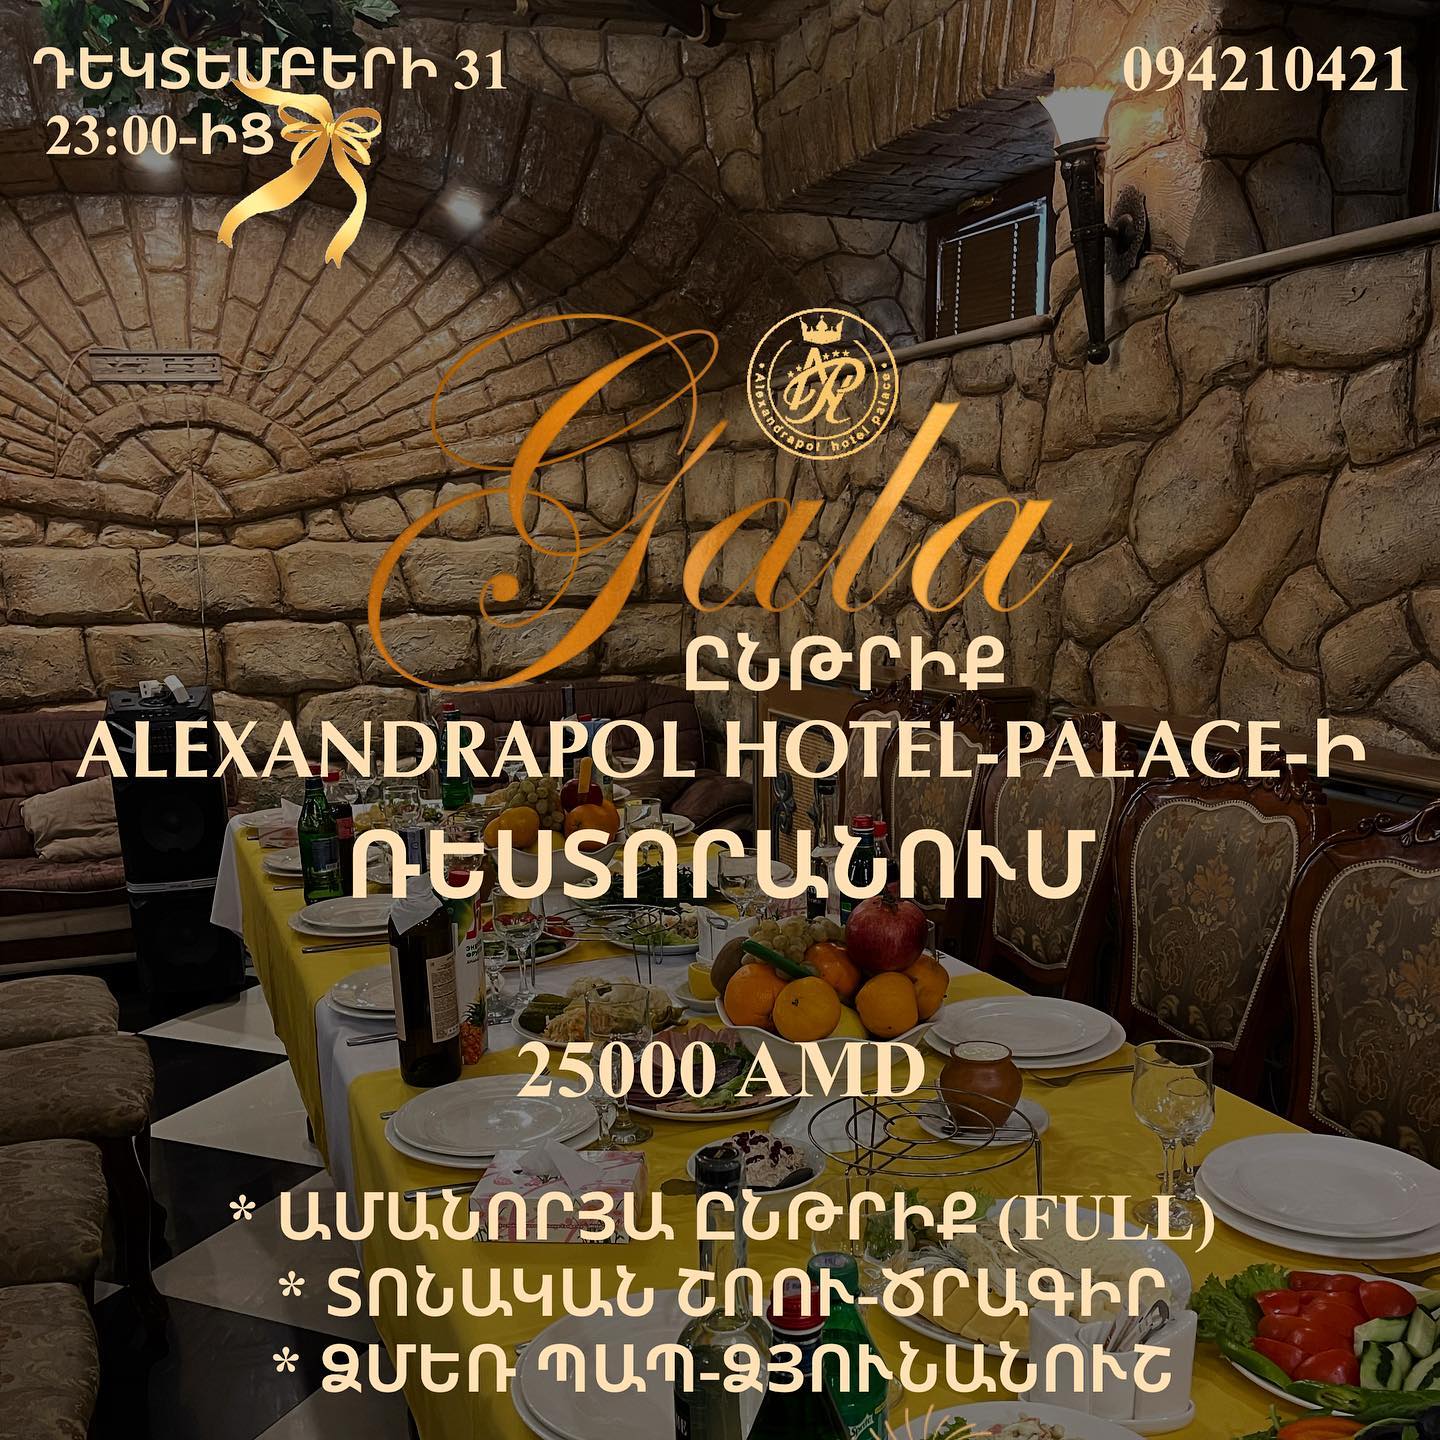 ԴԵԿՏԵՄԲԵՐԻ 31
23:00-ԻՑ
094210421
Alexandrapol hotel palace
Gala
ԸՆԹՐԻՔ
ALEXANDRAPOL HOTEL-PALACE-Ի
ՌԵՍՏՈՐԱՆՈՒՄ
25000 AMD
* ԱՄԱՆՈՐՅԱ ԸՆԹՐԻՔ (FULL)
* ՏՈՆԱԿԱՆ ՇՈՈՒ-ԾՐԱԳԻՐ
* ՁՄԵՌ ՊԱՊ-ՁՅՈՒՆԱՆՈՒՇ